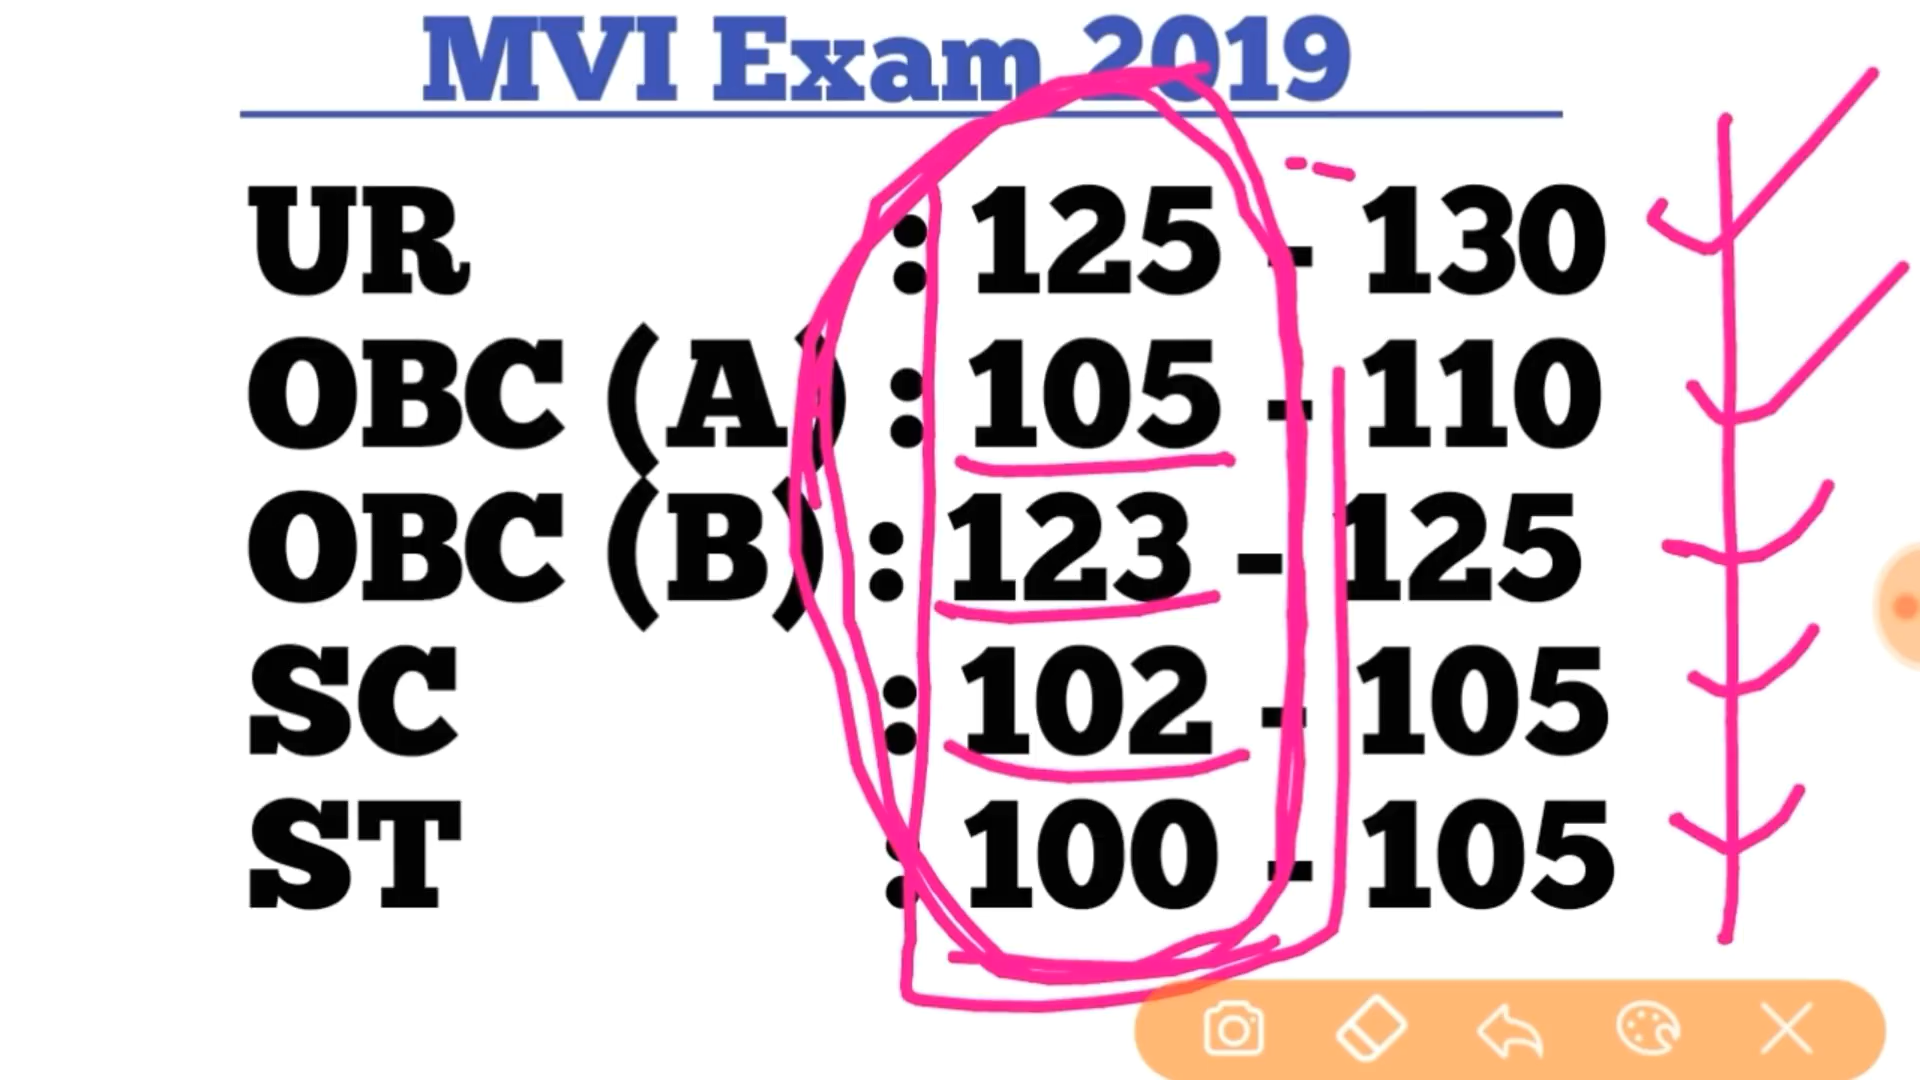 MVI Exam 2019
UR : 125 - 130
OBC (A) : 105 - 110
OBC (B) : 123 - 125
SC : 102 - 105
ST : 100 - 105